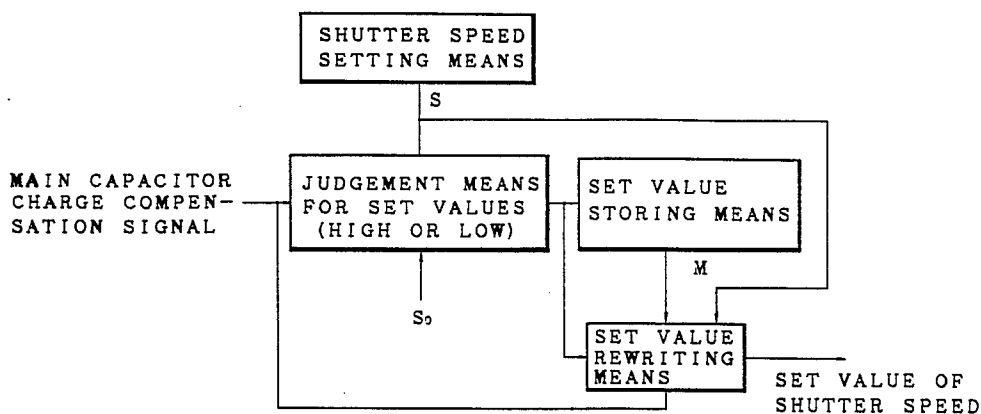 SHUTTER SPEED
SETTING MEANS
S
MAIN CAPACITOR
CHARGE COMPEN-
SATION SIGNAL
JUDGEMENT MEANS
FOR SET VALUES
(HIGH OR LOW)
SET VALUE
STORING MEANS
M
S₀
SET VALUE
REWRITING
MEANS
SET VALUE OF
SHUTTER SPEED